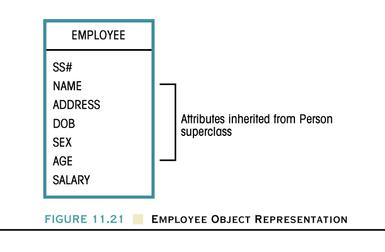 EMPLOYEE
SS#
NAME
ADDRESS
DOB
SEX
AGE
SALARY
Attributes inherited from Person
superclass
FIGURE 11.21 EMPLOYEE OBJECT REPRESENTATION